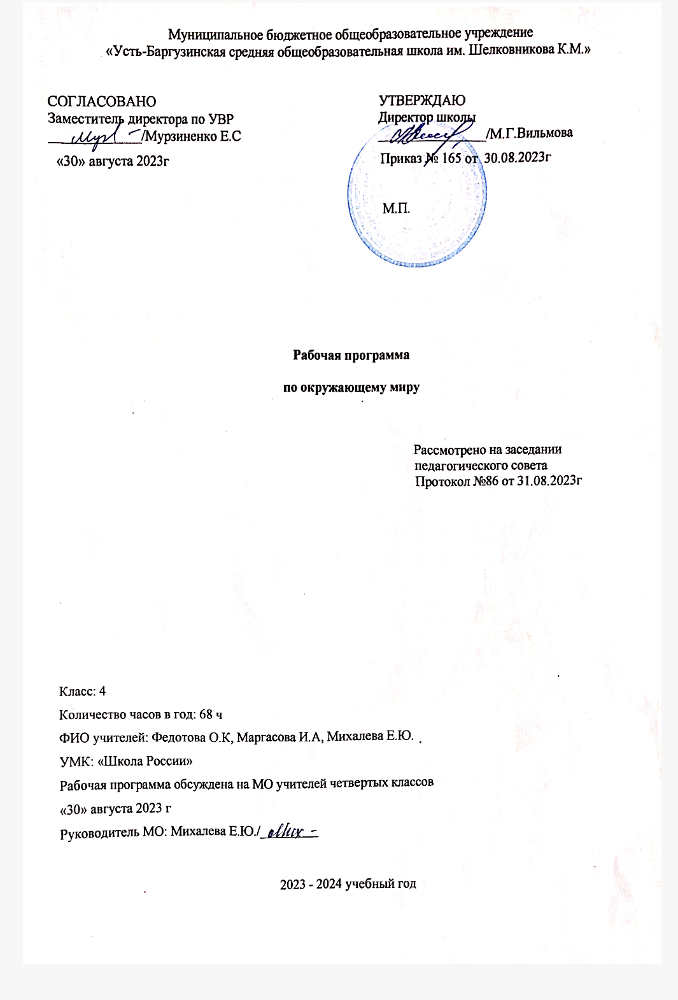 Муниципальное бюджетное общеобразовательное учреждение
«Усть-Баргузинская средняя общеобразовательная школа им. Шелковникова К.М.»
СОГЛАСОВАНО
Заместитель директора по УВР
/Мурзиненко Е.С
«30» августа 2023г
УТВЕРЖДАЮ
Директор школы
/М.Г.Вильмова
Приказ № 165 от 30.08.2023г
М.П.
Рабочая программа
по окружающему миру
Рассмотрено на заседании
педагогического совета
Протокол №86 от 31.08.2023г
Класс: 4
Количество часов в год: 68 ч
ФИО учителей: Федотова О.К, Маргасова И.А, Михалева Е.Ю.
УМК: «Школа России»
Рабочая программа обсуждена на МО учителей четвертых классов
«30» августа 2023 г
Руководитель МО: Михалева Е.Ю./
2023 - 2024 учебный год